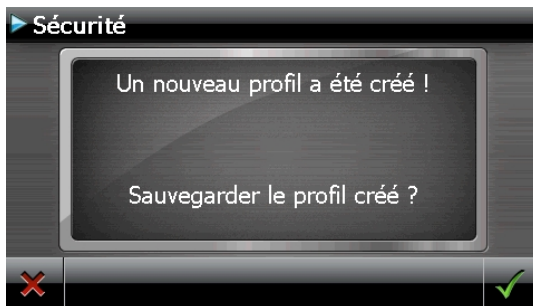 Sécurité
Un nouveau profil a été créé !
Sauvegarder le profil créé ?